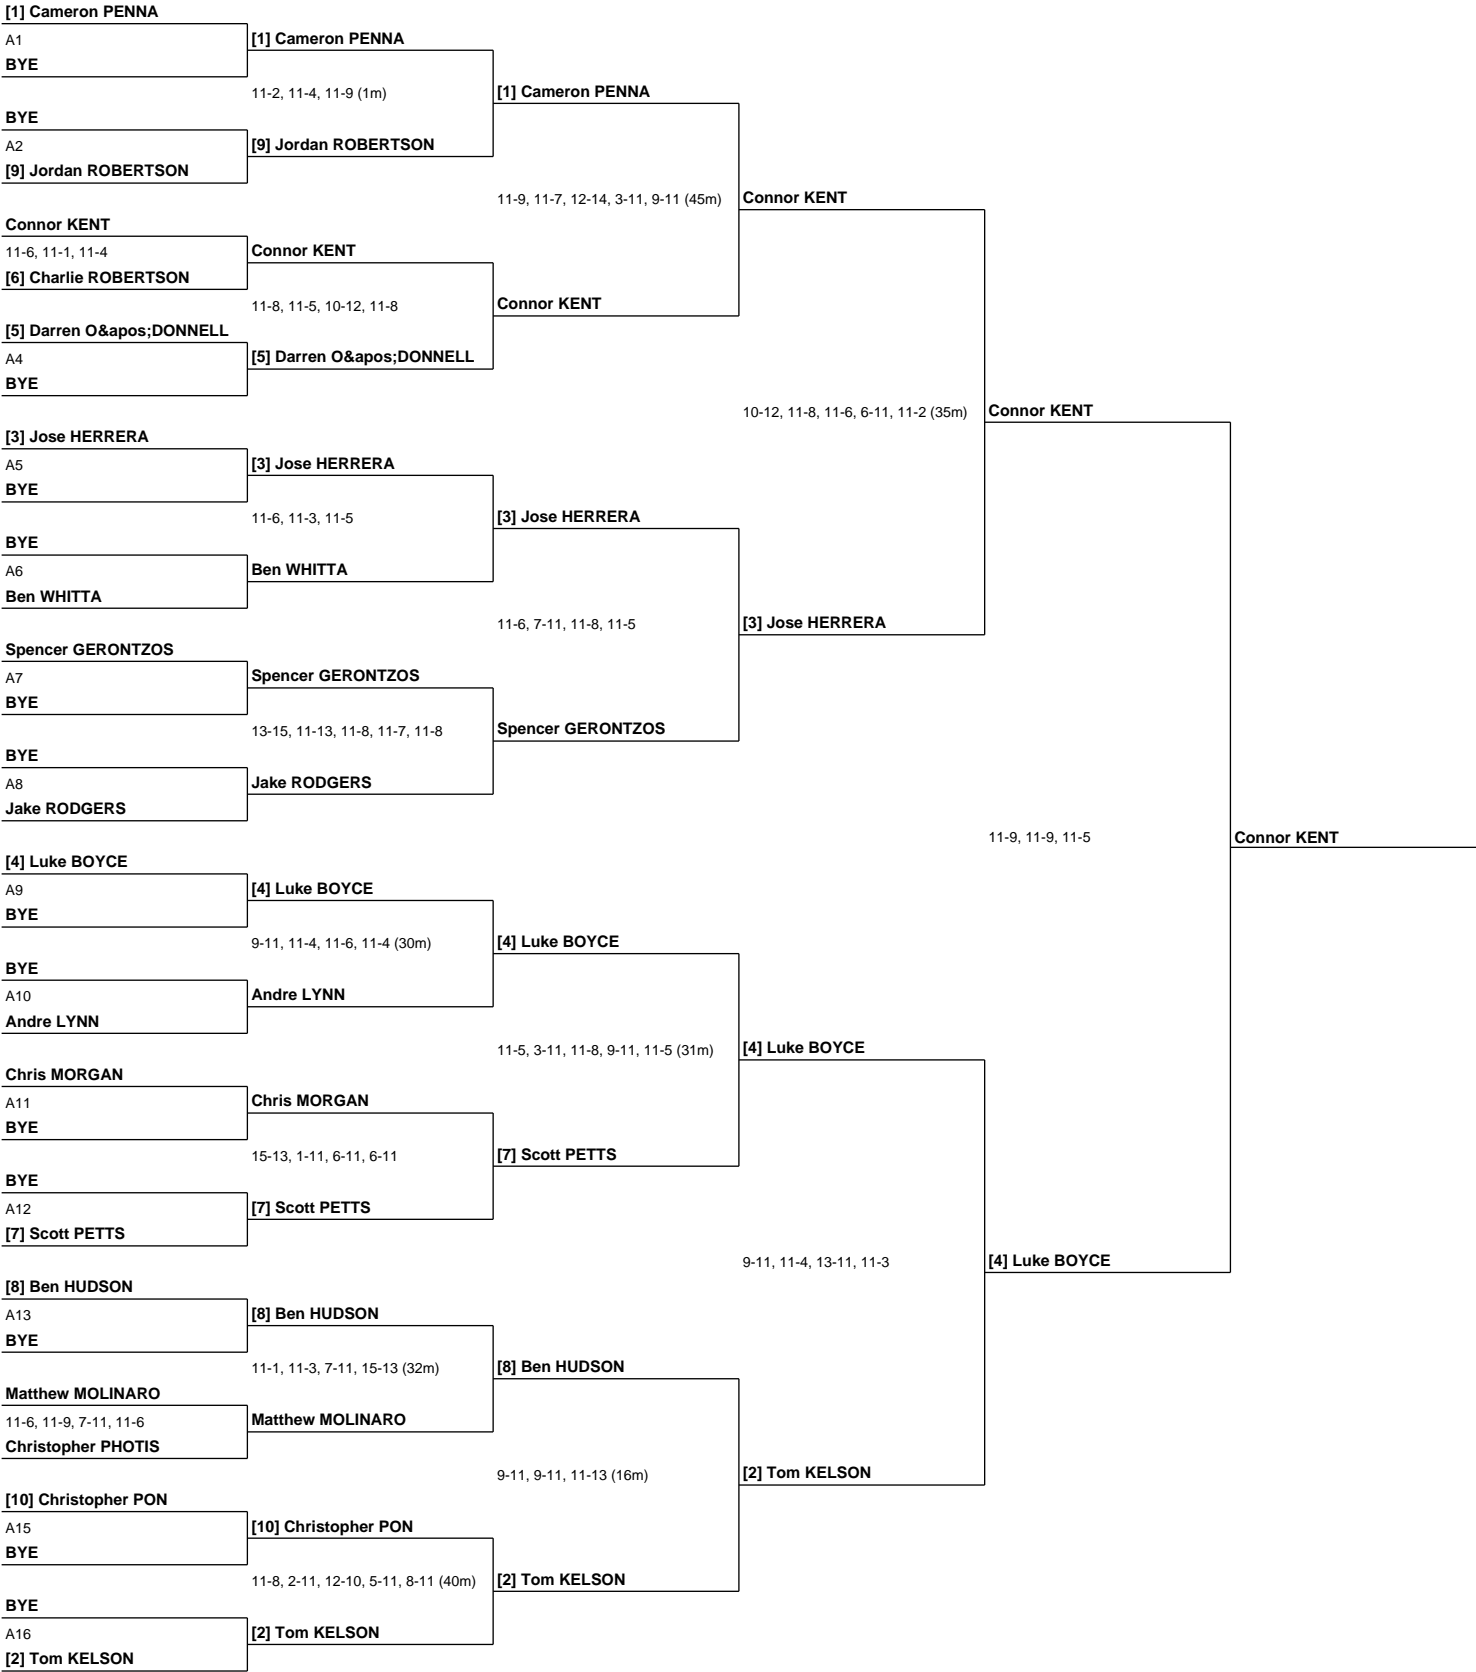 [1] Cameron PENNA
A1
BYE
BYE
A2
[9] Jordan ROBERTSON
Connor KENT
11-6, 11-1, 11-4
[6] Charlie ROBERTSON
[5] Darren O&apos;DONNELL
A4
BYE
[3] Jose HERRERA
A5
BYE
BYE
A6
Ben WHITTA
Spencer GERONTZOS
A7
BYE
BYE
A8
Jake RODGERS
[4] Luke BOYCE
A9
BYE
BYE
A10
Andre LYNN
Chris MORGAN
A11
BYE
BYE
A12
[7] Scott PETTS
[8] Ben HUDSON
A13
BYE
Matthew MOLINARO
11-6, 11-9, 7-11, 11-6
Christopher PHOTIS
[10] Christopher PON
A15
BYE
BYE
A16
[2] Tom KELSON
[1] Cameron PENNA
11-2, 11-4, 11-9 (1m)
[9] Jordan ROBERTSON
Connor KENT
11-8, 11-5, 10-12, 11-8
[5] Darren O&apos;DONNELL
[3] Jose HERRERA
11-6, 11-3, 11-5
Ben WHITTA
Spencer GERONTZOS
13-15, 11-13, 11-8, 11-7, 11-8
Jake RODGERS
[4] Luke BOYCE
9-11, 11-4, 11-6, 11-4 (30m)
Andre LYNN
Chris MORGAN
15-13, 1-11, 6-11, 6-11
[7] Scott PETTS
[8] Ben HUDSON
11-1, 11-3, 7-11, 15-13 (32m)
Matthew MOLINARO
[10] Christopher PON
11-8, 2-11, 12-10, 5-11, 8-11 (40m)
[2] Tom KELSON
[1] Cameron PENNA
11-9, 11-7, 12-14, 3-11, 9-11 (45m)
Connor KENT
[3] Jose HERRERA
11-6, 7-11, 11-8, 11-5
Spencer GERONTZOS
[4] Luke BOYCE
11-5, 3-11, 11-8, 9-11, 11-5 (31m)
[7] Scott PETTS
[8] Ben HUDSON
9-11, 9-11, 11-13 (16m)
[2] Tom KELSON
Connor KENT
10-12, 11-8, 11-6, 6-11, 11-2 (35m)
[3] Jose HERRERA
[4] Luke BOYCE
9-11, 11-4, 13-11, 11-3
[2] Tom KELSON
Connor KENT
11-9, 11-9, 11-5
[4] Luke BOYCE
Connor KENT